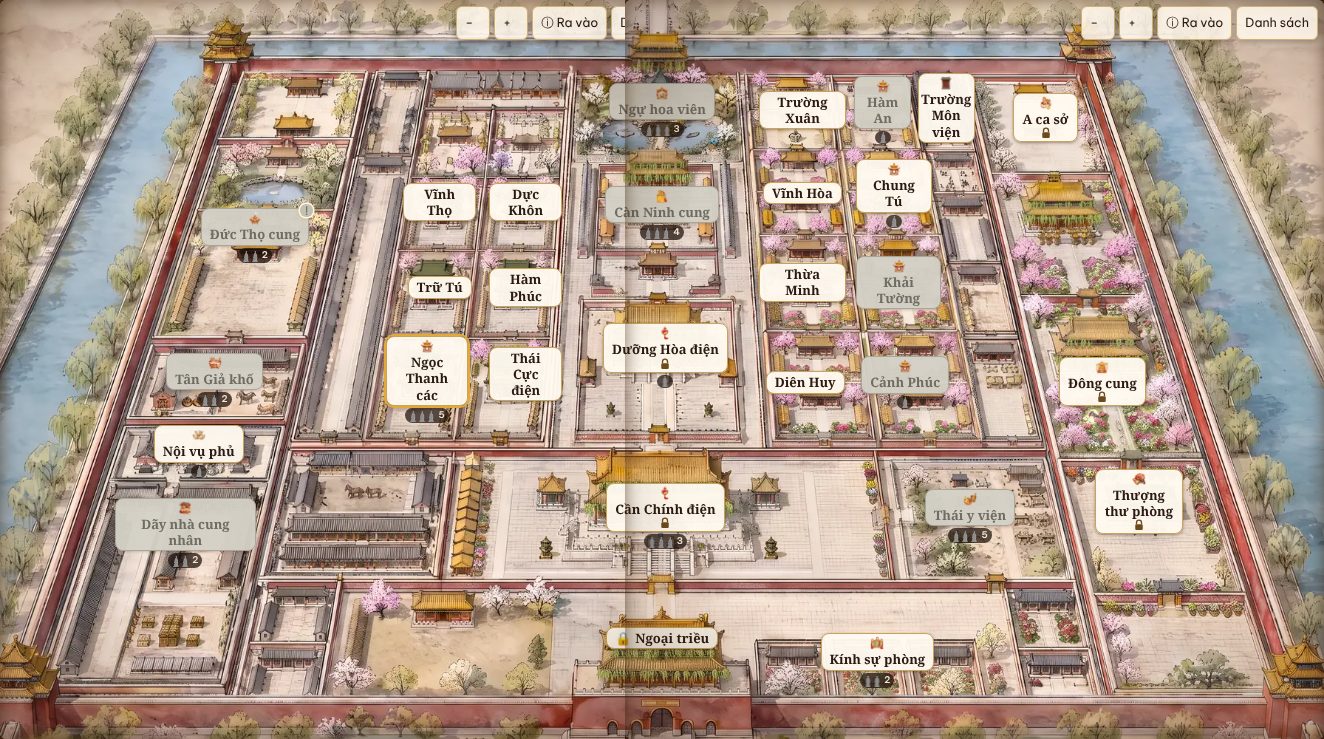 −
+
ⓘ Ra vào
D
−
+
ⓘ Ra vào
Danh sách
Ngự hoa viên
3
Trường
Xuân
Hàm
An
Trường
Môn
viện
A ca sở
Vĩnh
Thọ
Dực
Khôn
Càn Ninh cung
4
Vĩnh Hòa
Chung
Tú
Đức Thọ cung
2
Trữ Tú
Hàm
Phúc
Thừa
Minh
Khải
Tường
Dưỡng Hòa điện
Tân Giả khố
2
Ngọc
Thanh
các
5
Thái
Cực
điện
Diên Huy
Cảnh Phúc
Đông cung
Nội vụ phủ
Cần Chính điện
3
Thái y viện
5
Thượng
thư phòng
Dãy nhà cung
nhân
2
Ngoại triều
Kính sự phòng
2